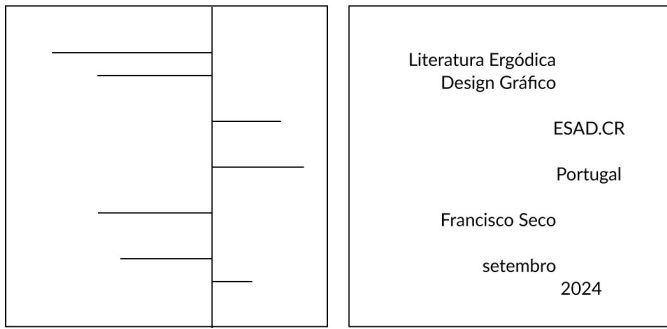 Literatura Ergódica
Design Gráfico
ESAD.CR
Portugal
Francisco Seco
setembro
2024